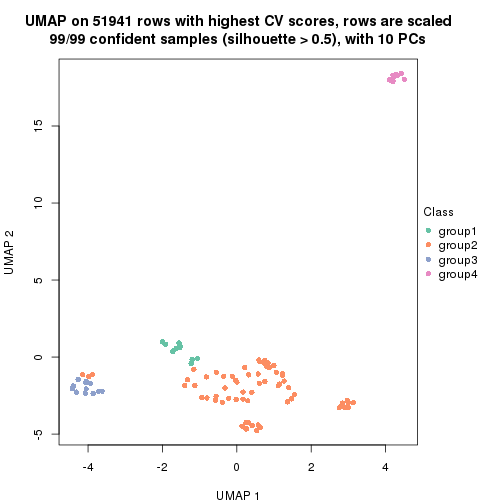 UMAP on 51941 rows with highest CV scores, rows are scaled
99/99 confident samples (silhouette > 0.5), with 10 PCs
15
10
5
0
-5
UMAP 2
-4
-2
0
2
4
UMAP 1
Class
group1
group2
group3
group4